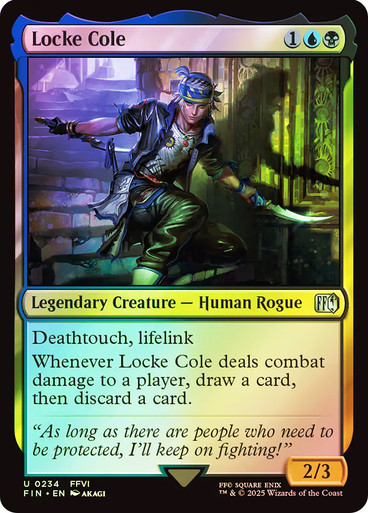 Locke Cole 1
Legendary Creature — Human Rogue FFVI
Deathtouch, lifelink
Whenever Locke Cole deals combat
damage to a player, draw a card,
then discard a card.
“As long as there are people who need to
be protected, I’ll keep on fighting!”
2/3
U 0234 FFVI
FIN • EN AKAGI
FF© SQUARE ENIX
™ & © 2025 Wizards of the Coast